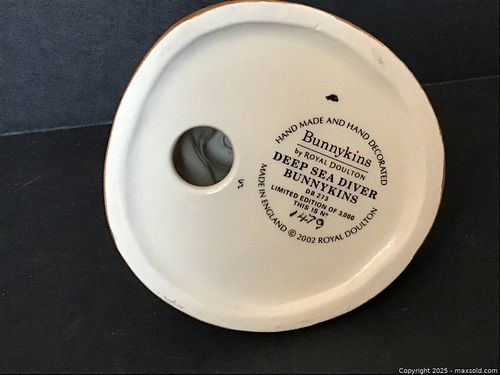 HAND MADE AND HAND DECORATED
Bunnykins
by ROYAL DOULTON
DEEP SEA DIVER
BUNNYKINS
DB 273
LIMITED EDITION OF 3,000
THIS IS Nº
1479
MADE IN ENGLAND © 2002 ROYAL DOULTON
S
Copyright © 2025 - maxsold.com